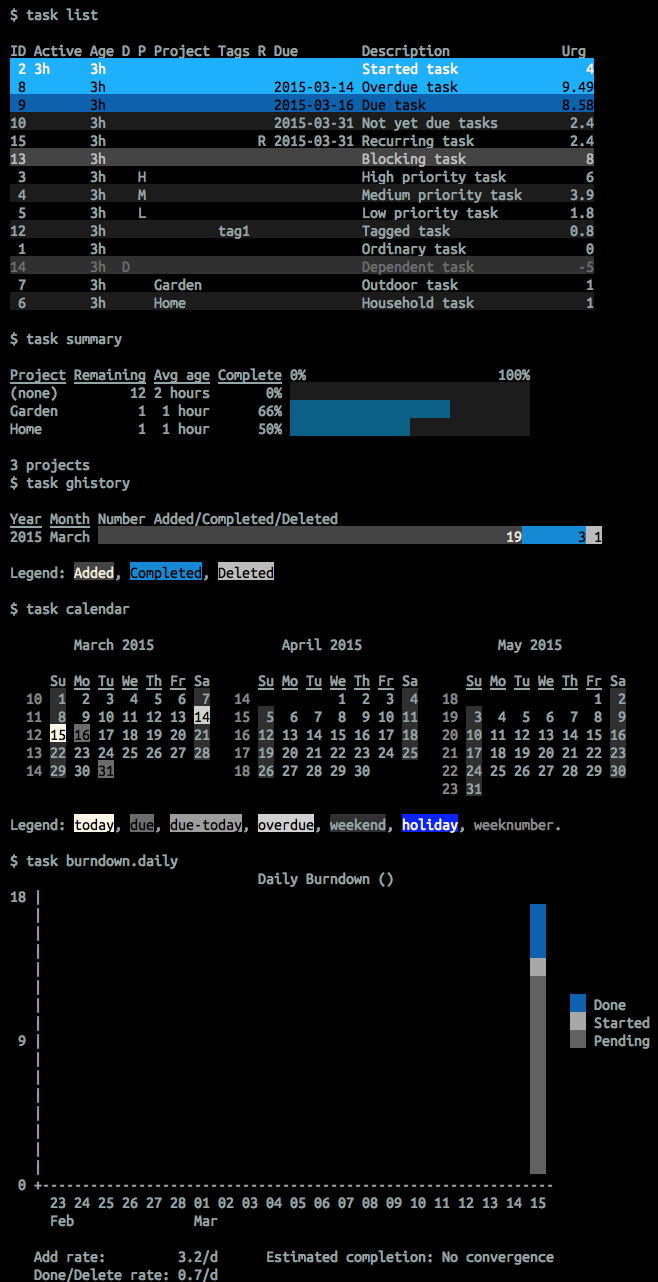 $ task list
ID Active Age D P Project Tags R Due        Description          Urg
 2 3h     3h                                Started task            4
 8        3h                     2015-03-14 Overdue task         9.49
 9        3h                     2015-03-16 Due task             8.58
10        3h                     2015-03-31 Not yet due tasks     2.4
15        3h                   R 2015-03-31 Recurring task        2.4
13        3h                                Blocking task           8
 3        3h    H                           High priority task      6
 4        3h    M                           Medium priority task  3.9
 5        3h    L                           Low priority task     1.8
12        3h              tag1              Tagged task           0.8
 1        3h                                Ordinary task           0
14        3h  D                             Dependent task         -5
 7        3h      Garden                    Outdoor task            1
 6        3h      Home                      Household task          1
$ task summary
Project Remaining Avg age Complete 0%                        100%
(none)         12 2 hours       0%
Garden          1  1 hour      66%
Home            1  1 hour      50%
3 projects
$ task ghistory
Year Month Number Added/Completed/Deleted
2015 March 19 3 1
Legend: Added, Completed, Deleted
$ task calendar
March 2015 April 2015 May 2015
Su Mo Tu We Th Fr Sa Su Mo Tu We Th Fr Sa Su Mo Tu We Th Fr Sa
10 1 2 3 4 5 6 7 14 1 2 3 4 18 1 2
11 8 9 10 11 12 13 14 15 5 6 7 8 9 10 11 19 3 4 5 6 7 8 9
12 15 16 17 18 19 20 21 16 12 13 14 15 16 17 18 20 10 11 12 13 14 15 16
13 22 23 24 25 26 27 28 17 19 20 21 22 23 24 25 21 17 18 19 20 21 22 23
14 29 30 31 18 26 27 28 29 30 22 24 25 26 27 28 29 30
23 31
Legend: today, due, due-today, overdue, weekend, holiday, weeknumber.
$ task burndown.daily
Daily Burndown ()
18
Done
Started
9 Pending
0
23 24 25 26 27 28 01 02 03 04 05 06 07 08 09 10 11 12 13 14 15
Feb Mar
Add rate: 3.2/d Estimated completion: No convergence
Done/Delete rate: 0.7/d